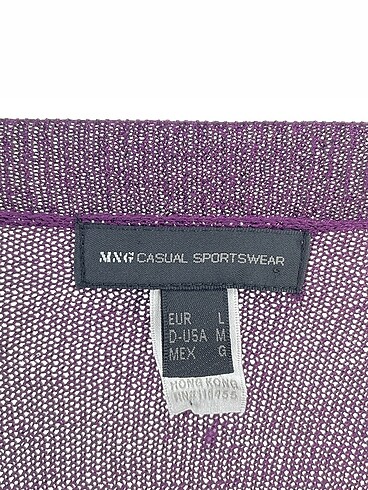 MNG CASUAL SPORTSWEAR
EUR L
D-USA M
MEX G
HONG KONG